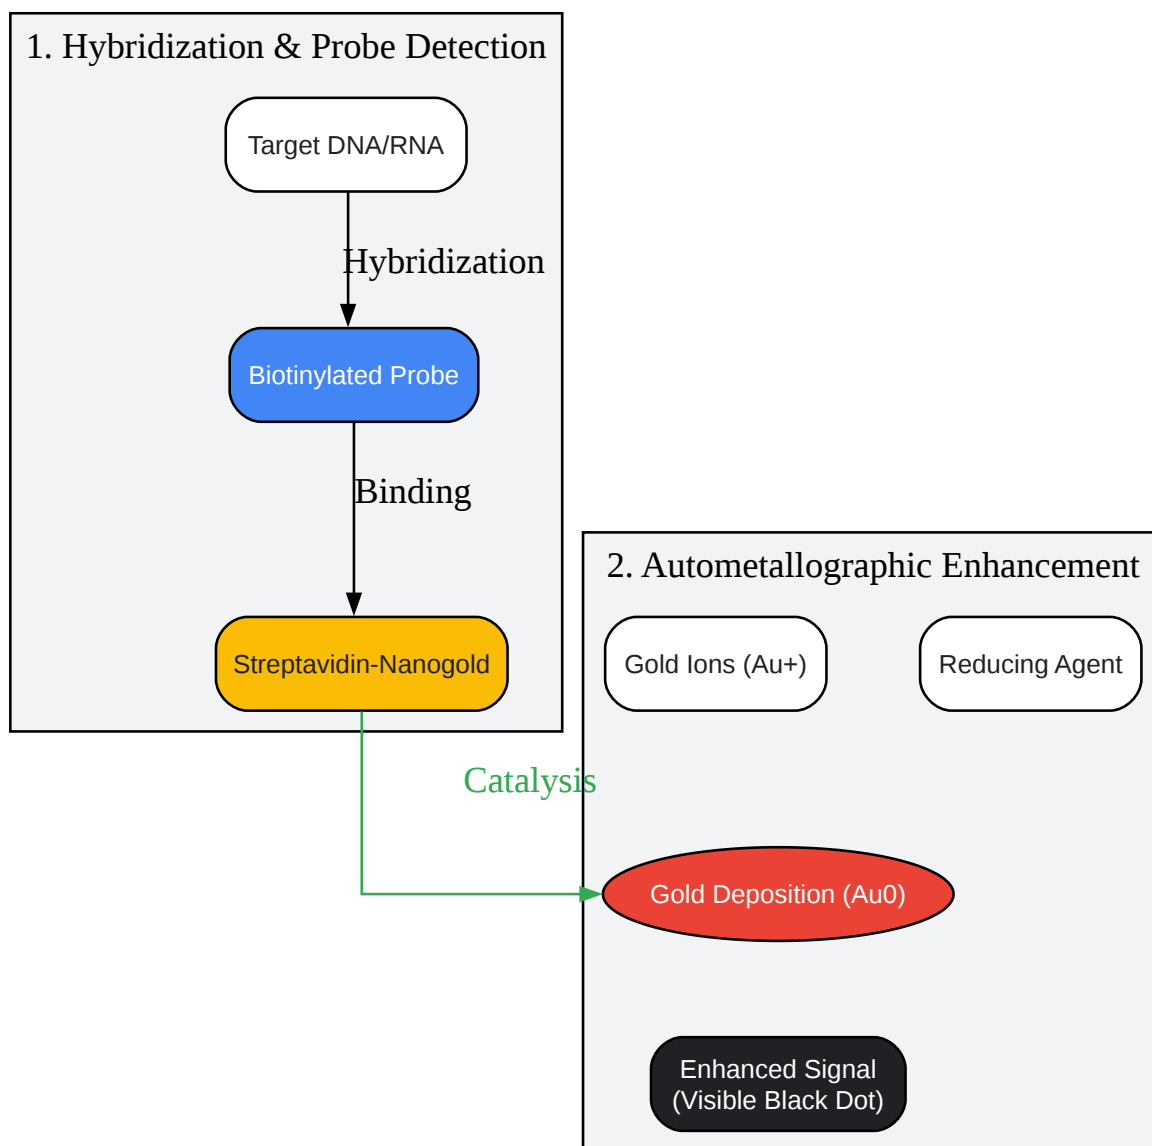 1. Hybridization & Probe Detection
Target DNA/RNA
Hybridization
Biotinylated Probe
Binding
Streptavidin-Nanogold
2. Autometallographic Enhancement
Gold Ions (Au+)
Reducing Agent
Catalysis
Gold Deposition (Au0)
Enhanced Signal
(Visible Black Dot)